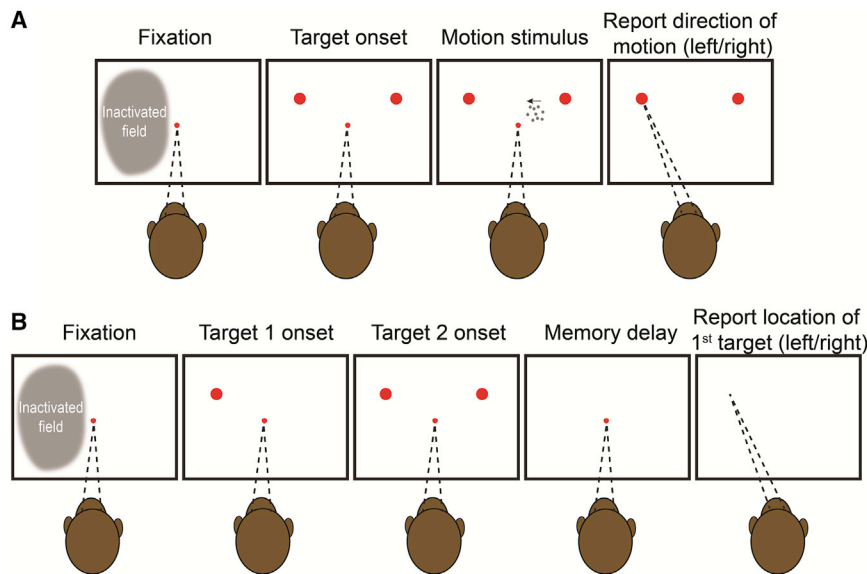 A
Fixation
Target onset
Motion stimulus
Report direction of
motion (left/right)
Inactivated
field
B
Fixation
Target 1 onset
Target 2 onset
Memory delay
Report location of
1st target (left/right)
Inactivated
field